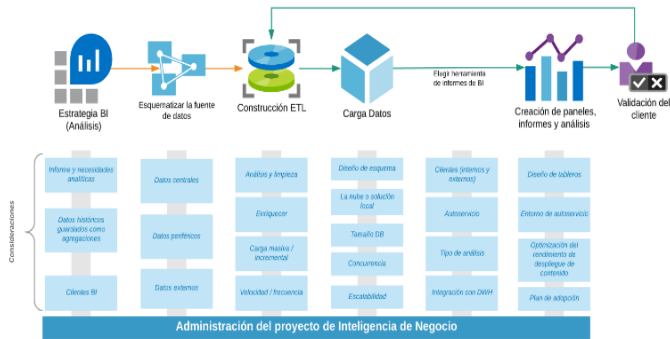 Estrategia BI
(Análisis)
Esquematizar la fuente
de datos
Construcción ETL
Carga Datos
Elugir herramienta
de informes de BI
Creación de paneles,
informes y análisis
Validación del
cliente
Consideraciones
Informe y necesidades
analíticas
Datos históricos
guardados como
agregaciones
Clientes BI
Datos centrales
Datos periféricos
Datos externos
Análisis y limpieza
Enriquecer
Carga masiva /
incremental
Velocidad / frecuencia
Diseño de esquema
La nube o solución
local
Tamaño DB
Concurrencia
Escalabilidad
Clientes (internos y
externos)
Autoservicio
Tipo de análisis
Integración con DWH
Diseño de tableros
Entorno de autoservicio
Optimización del
rendimiento de
despliegue de
contenido
Plan de adopción
Administración del proyecto de Inteligencia de Negocio